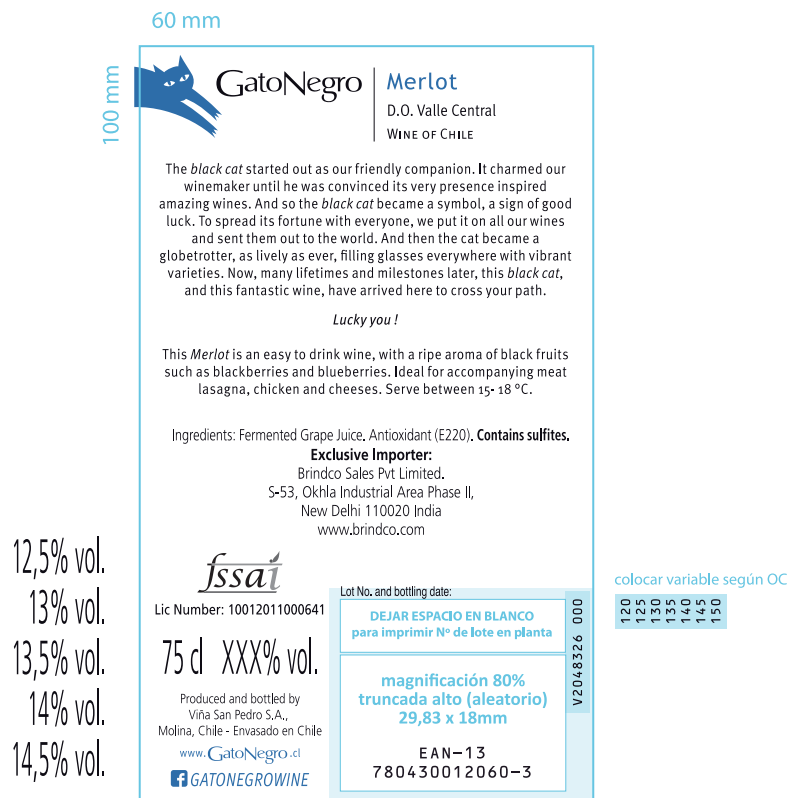 60 mm
100 mm
GatoNegro
Merlot
D.O. Valle Central
WINE OF CHILE
The black cat started out as our friendly companion. It charmed our
winemaker until he was convinced its very presence inspired
amazing wines. And so the black cat became a symbol, a sign of good
luck. To spread its fortune with everyone, we put it on all our wines
and sent them out to the world. And then the cat became a
globetrotter, as lively as ever, filling glasses everywhere with vibrant
varieties. Now, many lifetimes and milestones later, this black cat,
and this fantastic wine, have arrived here to cross your path.
Lucky you !
This Merlot is an easy to drink wine, with a ripe aroma of black fruits
such as blackberries and blueberries. Ideal for accompanying meat
lasagna, chicken and cheeses. Serve between 15- 18 °C.
Ingredients: Fermented Grape Juice. Antioxidant (E220). Contains sulfites.
Exclusive Importer:
Brindco Sales Pvt Limited.
S-53, Okhla Industrial Area Phase II,
New Delhi 110020 India
www.brindco.com
12,5% vol.
13% vol.
13,5% vol.
14% vol.
14,5% vol.
fssai
Lic Number: 10012011000641
75 cl XXX% vol.
Produced and bottled by
Viña San Pedro S.A.,
Molina, Chile - Envasado en Chile
www.GatoNegro.cl
GATONEGROWINE
Lot No. and bottling date:
DEJAR ESPACIO EN BLANCO
para imprimir Nº de lote en planta
magnificación 80%
truncada alto (aleatorio)
29,83 x 18mm
EAN-13
780430012060-3
V2048326 000
colocar variable según OC
120
125
130
135
140
145
150